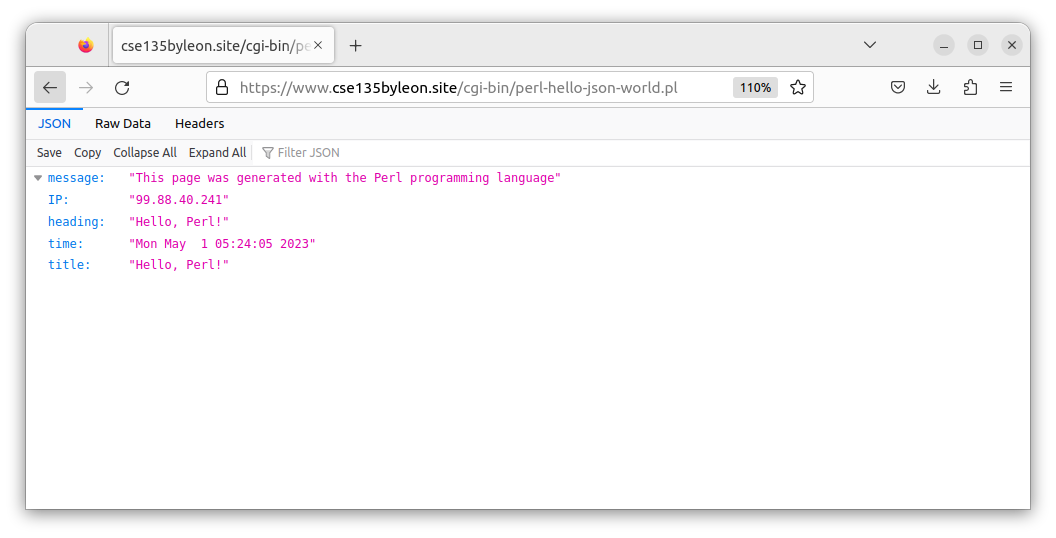 cse135byleon.site/cgi-bin/pe
https://www.cse135byleon.site/cgi-bin/perl-hello-json-world.pl 110%
JSON Raw Data Headers
Save Copy Collapse All Expand All Filter JSON
message: "This page was generated with the Perl programming language"
IP: "99.88.40.241"
heading: "Hello, Perl!"
time: "Mon May  1 05:24:05 2023"
title: "Hello, Perl!"